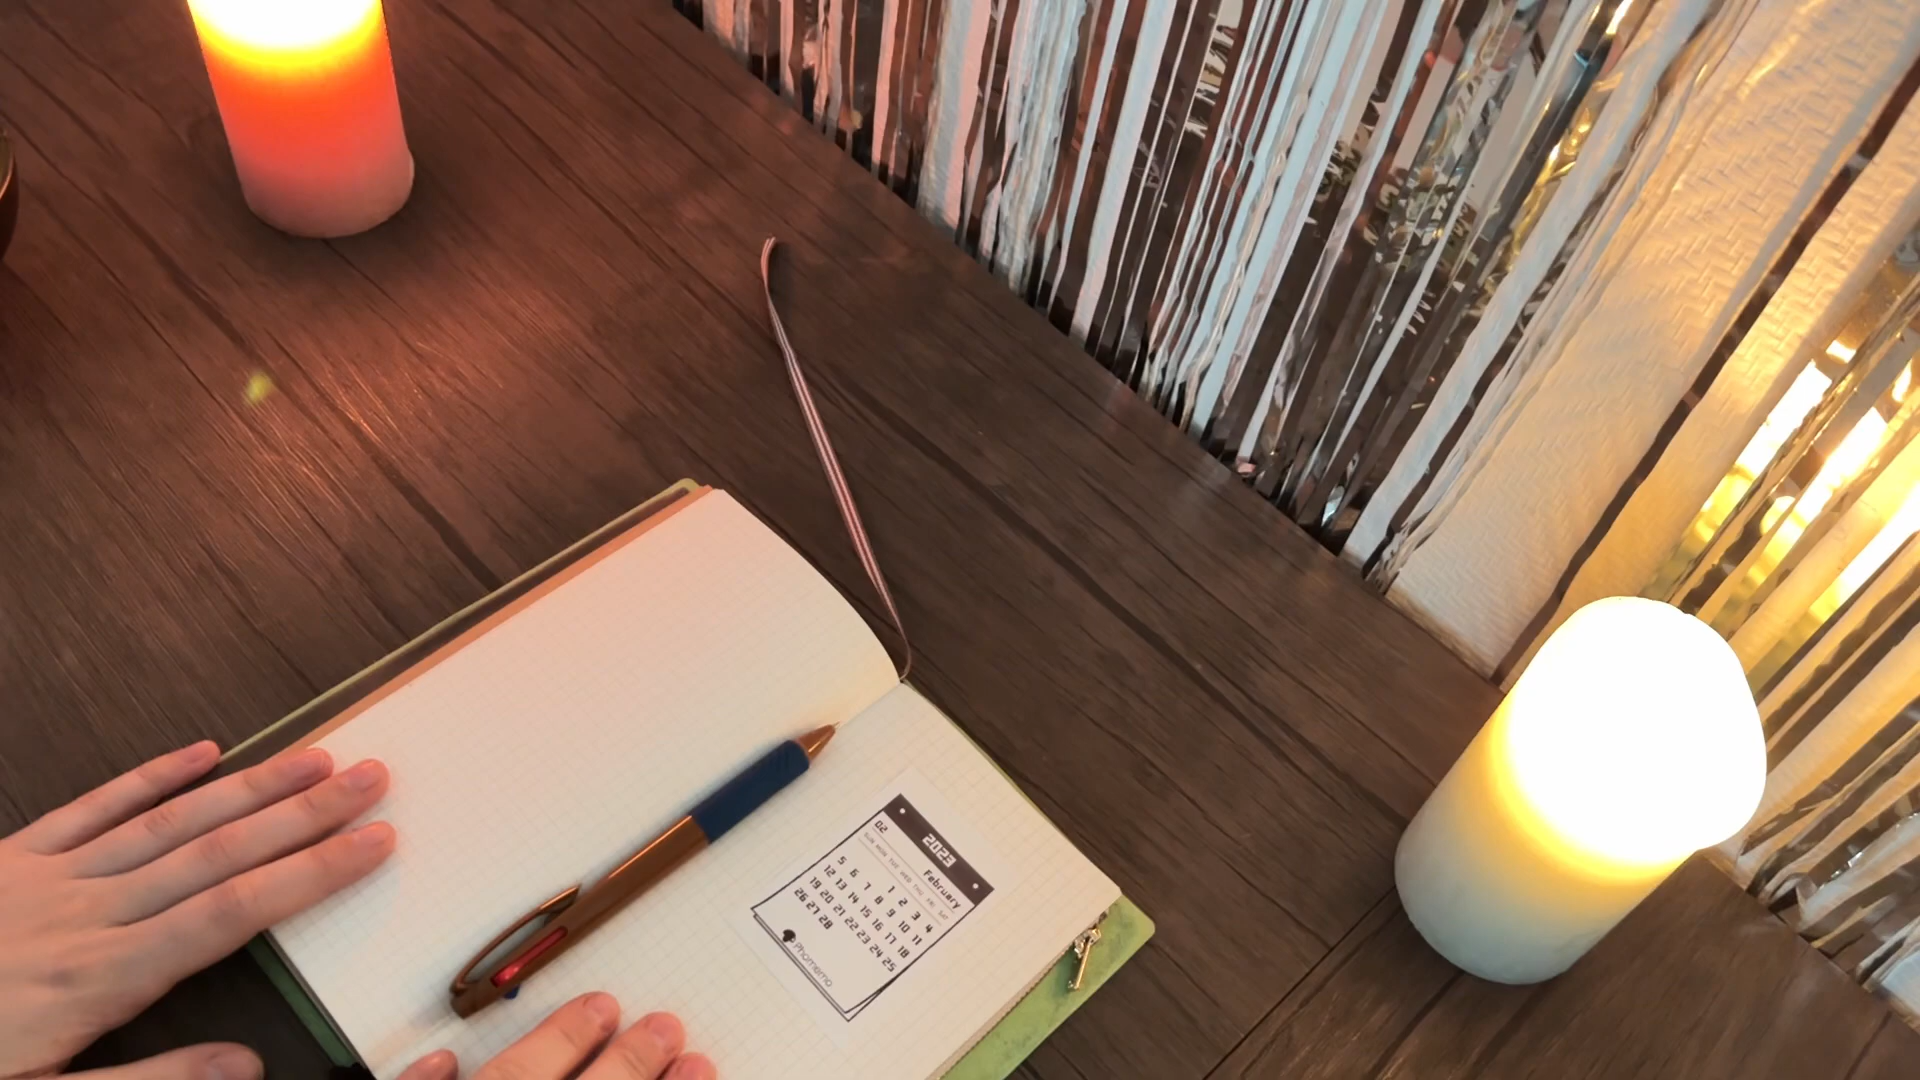 2023
02 February
SUN MON TUE WED THU FRI SAT
1 2 3 4
5 6 7 8 9 10 11
12 13 14 15 16 17 18
19 20 21 22 23 24 25
26 27 28
Phomemo